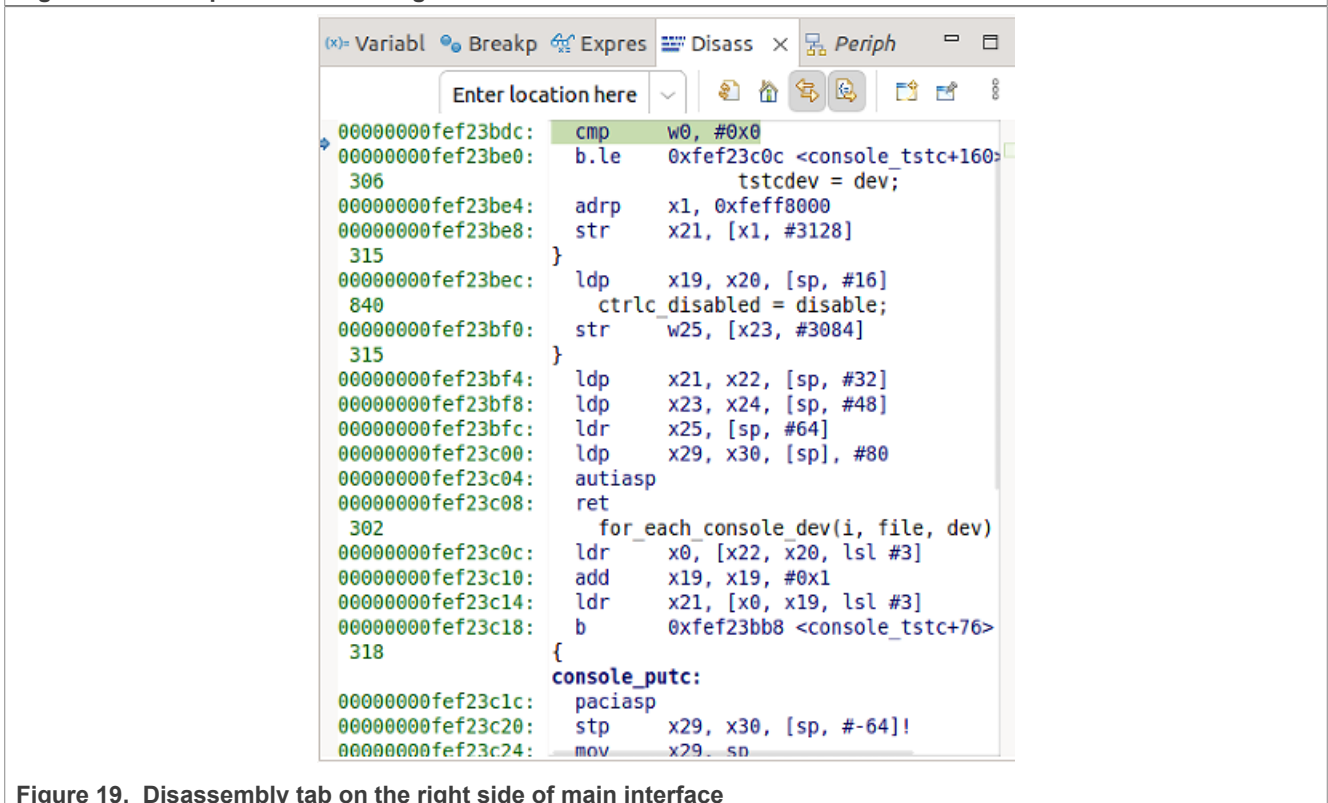 (x)= Variabl Breakp Expres Disass Periph
Enter location here
00000000fef23bdc: cmp w0, #0x0
00000000fef23be0: b.le 0xfef23c0c <console_tstc+160>
306 tstcdev = dev;
00000000fef23be4: adrp x1, 0xfeff8000
00000000fef23be8: str x21, [x1, #3128]
315 }
00000000fef23bec: ldp x19, x20, [sp, #16]
840 ctrlc_disabled = disable;
00000000fef23bf0: str w25, [x23, #3084]
315 }
00000000fef23bf4: ldp x21, x22, [sp, #32]
00000000fef23bf8: ldp x23, x24, [sp, #48]
00000000fef23bfc: ldr x25, [sp, #64]
00000000fef23c00: ldp x29, x30, [sp], #80
00000000fef23c04: autiasp
00000000fef23c08: ret
302 for_each_console_dev(i, file, dev)
00000000fef23c0c: ldr x0, [x22, x20, lsl #3]
00000000fef23c10: add x19, x19, #0x1
00000000fef23c14: ldr x21, [x0, x19, lsl #3]
00000000fef23c18: b 0xfef23bb8 <console_tstc+76>
318 {
console_putc:
00000000fef23c1c: paciasp
00000000fef23c20: stp x29, x30, [sp, #-64]!
00000000fef23c24: mov x29, sp
Figure 19. Disassembly tab on the right side of main interface